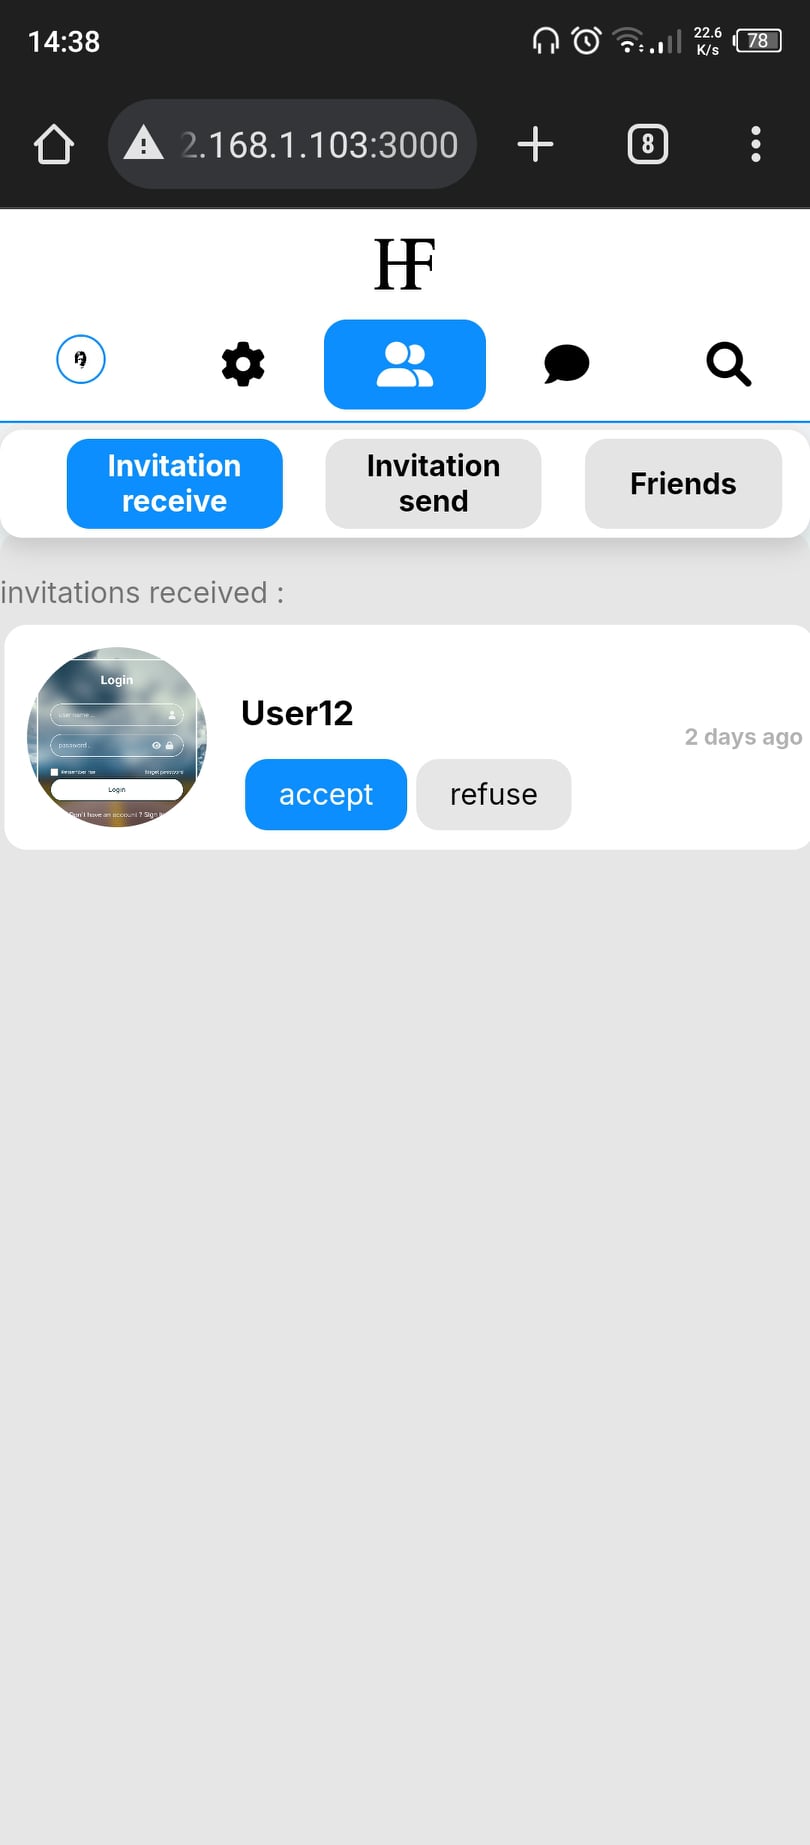 14:38
22.6
K/s
78
2.168.1.103:3000
8
HF
Invitation
receive
Invitation
send
Friends
invitations received :
Login
user name ...
password..
Remember me
forget password
Login
Don't have an account ? Sign
User12
2 days ago
accept
refuse